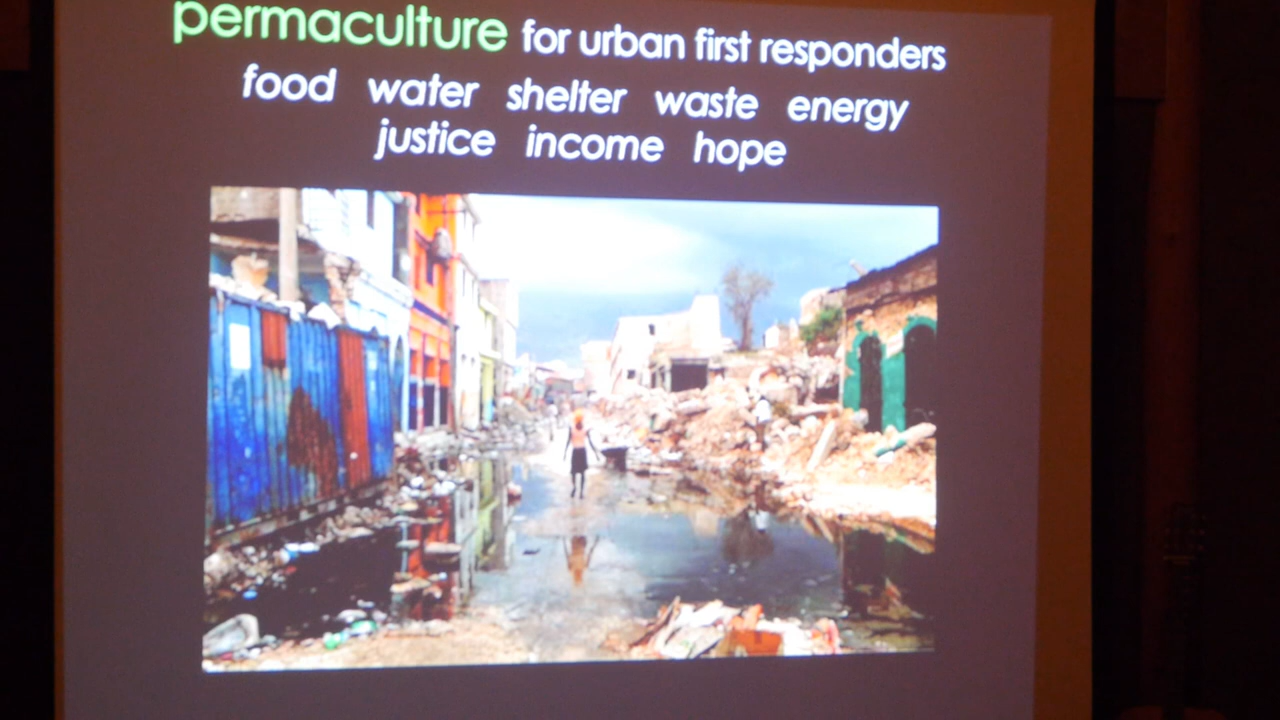 permaculture for urban first responders
food water shelter waste energy
justice income hope